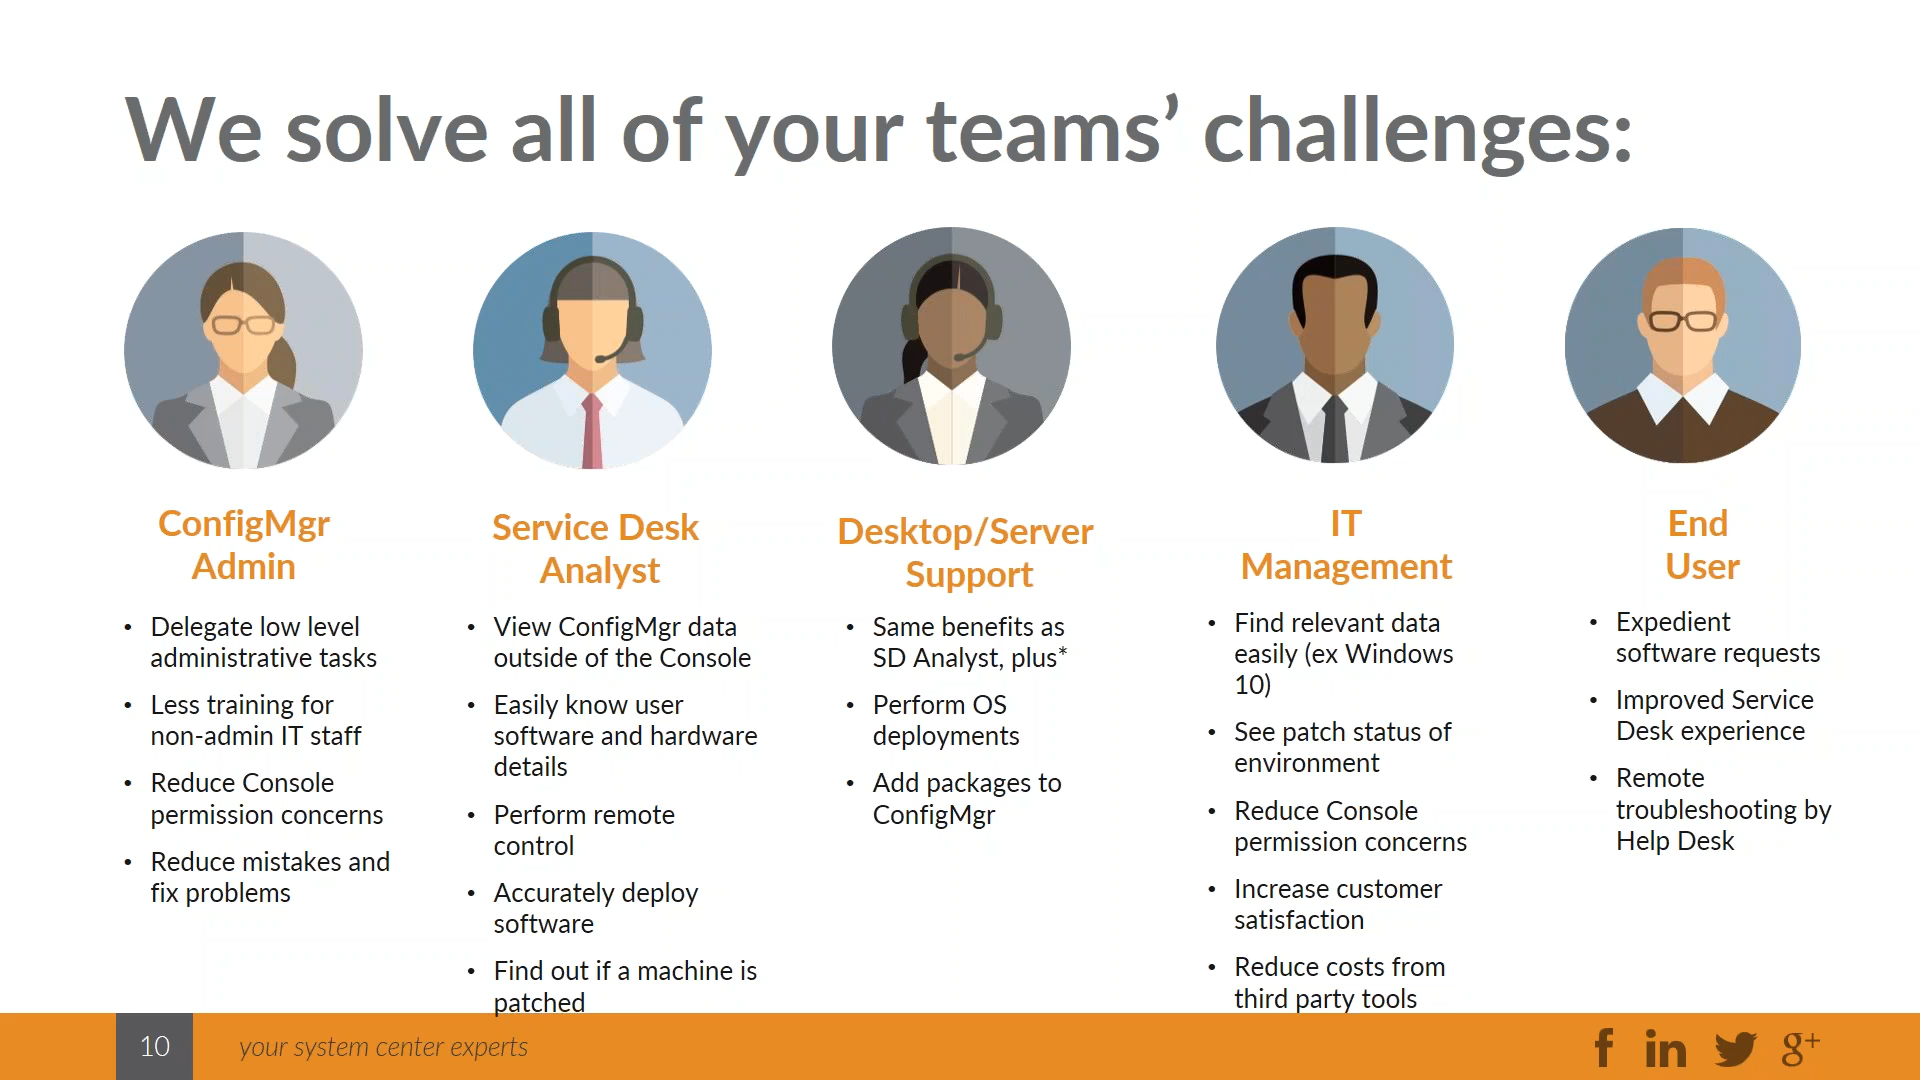 We solve all of your teams’ challenges:
ConfigMgr
Admin
• Delegate low level
administrative tasks
• Less training for
non-admin IT staff
• Reduce Console
permission concerns
• Reduce mistakes and
fix problems
Service Desk
Analyst
• View ConfigMgr data
outside of the Console
• Easily know user
software and hardware
details
• Perform remote
control
• Accurately deploy
software
• Find out if a machine is
patched
Desktop/Server
Support
• Same benefits as
SD Analyst, plus*
• Perform OS
deployments
• Add packages to
ConfigMgr
IT
Management
• Find relevant data
easily (ex Windows
10)
• See patch status of
environment
• Reduce Console
permission concerns
• Increase customer
satisfaction
• Reduce costs from
third party tools
End
User
• Expedient
software requests
• Improved Service
Desk experience
• Remote
troubleshooting by
Help Desk
10
your system center experts
f in g+